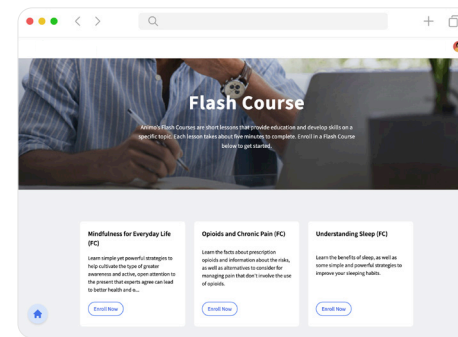 Flash Course
Animo's Flash Courses are short lessons that provide education and develop skills on a
specific topic. Each lesson takes about five minutes to complete. Enroll in a Flash Course
below to get started.
Mindfulness for Everyday Life
(FC)
Learn simple yet powerful strategies to
help cultivate the type of greater
awareness and active, open attention to
the present that experts agree can lead
to better health and o...
Enroll Now
Opioids and Chronic Pain (FC)
Learn the facts about prescription
opioids and information about the risks,
as well as alternatives to consider for
managing pain that don't involve the use
of opioids.
Enroll Now
Understanding Sleep (FC)
Learn the benefits of sleep, as well as
some simple and powerful strategies to
improve your sleeping habits.
Enroll Now